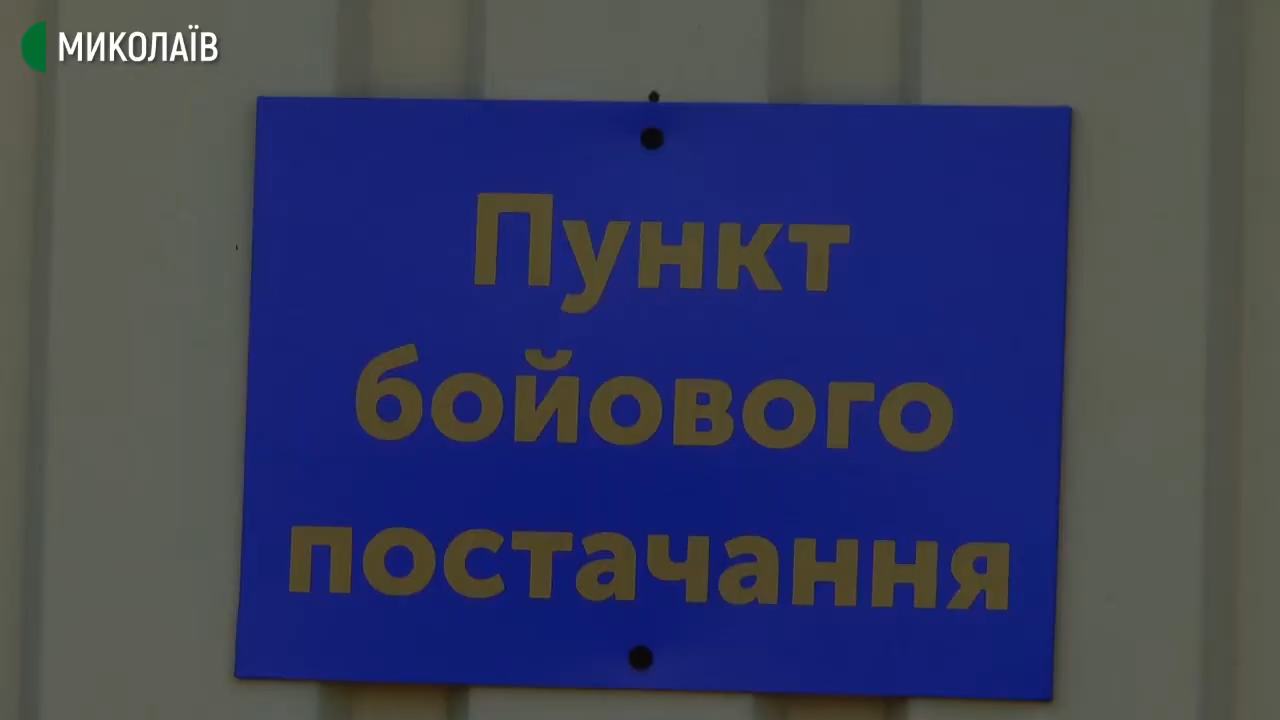 МИКОЛАЇВ
Пункт
бойового
постачання